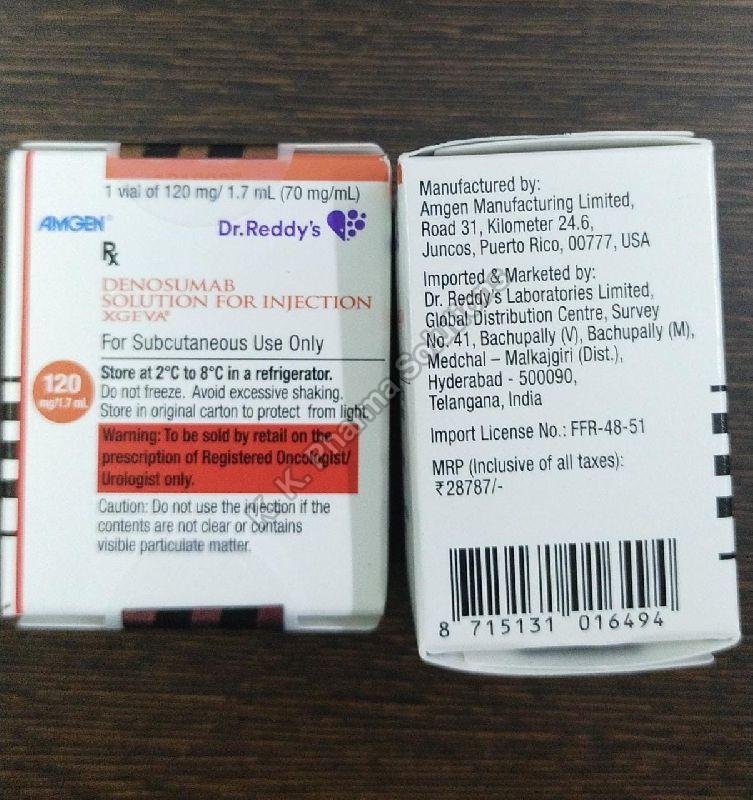 1 vial of 120 mg/ 1.7 mL (70 mg/mL)
AMGEN®
Dr.Reddy's
Rx
DENOSUMAB
SOLUTION FOR INJECTION
XGEVA®
For Subcutaneous Use Only
120
mg/1.7 mL
Store at 2°C to 8°C in a refrigerator.
Do not freeze. Avoid excessive shaking.
Store in original carton to protect from light.
Warning: To be sold by retail on the
prescription of Registered Oncologist/
Urologist only.
Caution: Do not use the injection if the
contents are not clear or contains
visible particulate matter.
Manufactured by:
Amgen Manufacturing Limited,
Road 31, Kilometer 24.6,
Juncos, Puerto Rico, 00777, USA
Imported & Marketed by:
Dr. Reddy's Laboratories Limited,
Global Distribution Centre, Survey
No. 41, Bachupally (V), Bachupally (M),
Medchal – Malkajgiri (Dist.),
Hyderabad - 500090,
Telangana, India
Import License No.: FFR-48-51
MRP (Inclusive of all taxes):
₹28787/-
8 715131 016494
K. K. Pharma Solutions